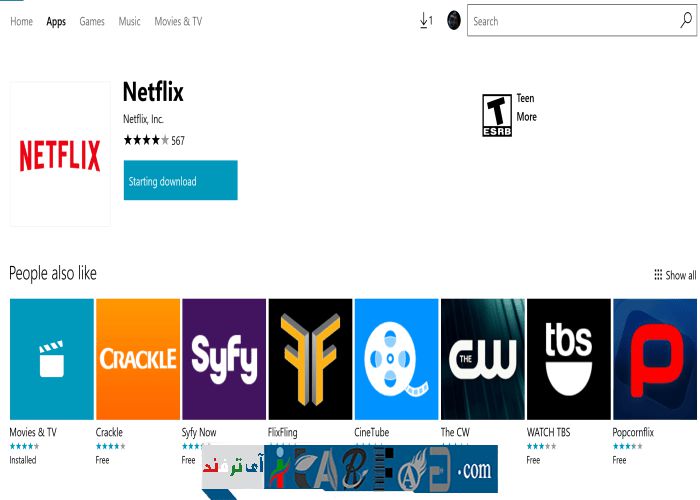 Home Apps Games Music Movies & TV 1 Search
Netflix
Netflix, Inc.
567
Starting download
NETFLIX
T
ESRB
Teen
More
People also like
Show all
CRACKLE
Syfy
FF
THE CW
tbs
P
Movies & TV Crackle Syfy Now FlixFling CineTube The CW WATCH TBS Popcornflix
Installed Free Free Free Free
آی ترفند
.com